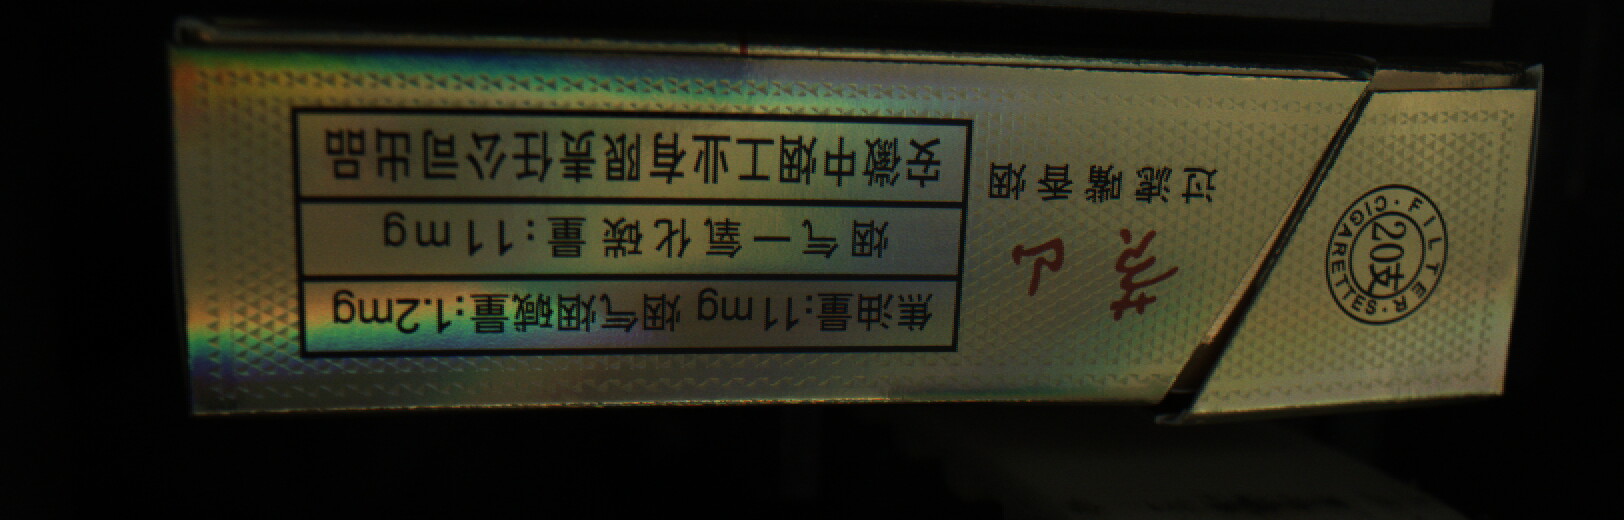 FILTER·CIGARETTES·
20支
黄山
过滤嘴香烟
焦油量:11mg 烟气烟碱量:1.2mg
烟气一氧化碳量:11mg
安徽中烟工业有限责任公司出品